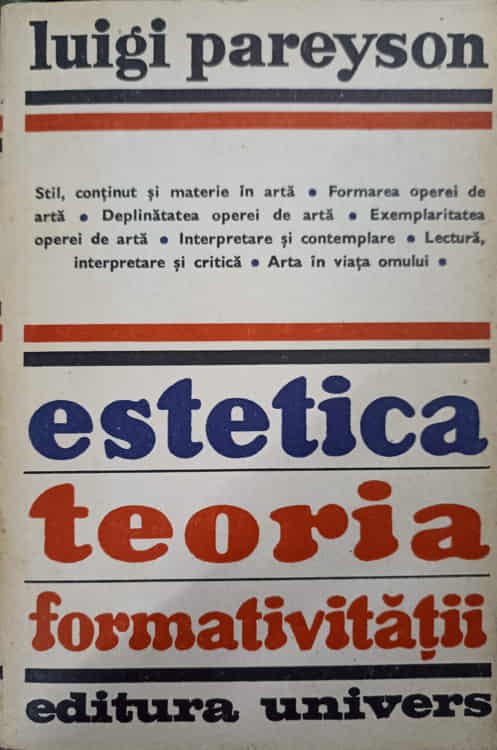 luigi pareyson
Stil, conținut și materie în artă • Formarea operei de
artă • Deplinătatea operei de artă • Exemplaritatea
operei de artă • Interpretare și contemplare • Lectură,
interpretare și critică • Arta în viața omului •
estetica
teoria
formativității
editura univers